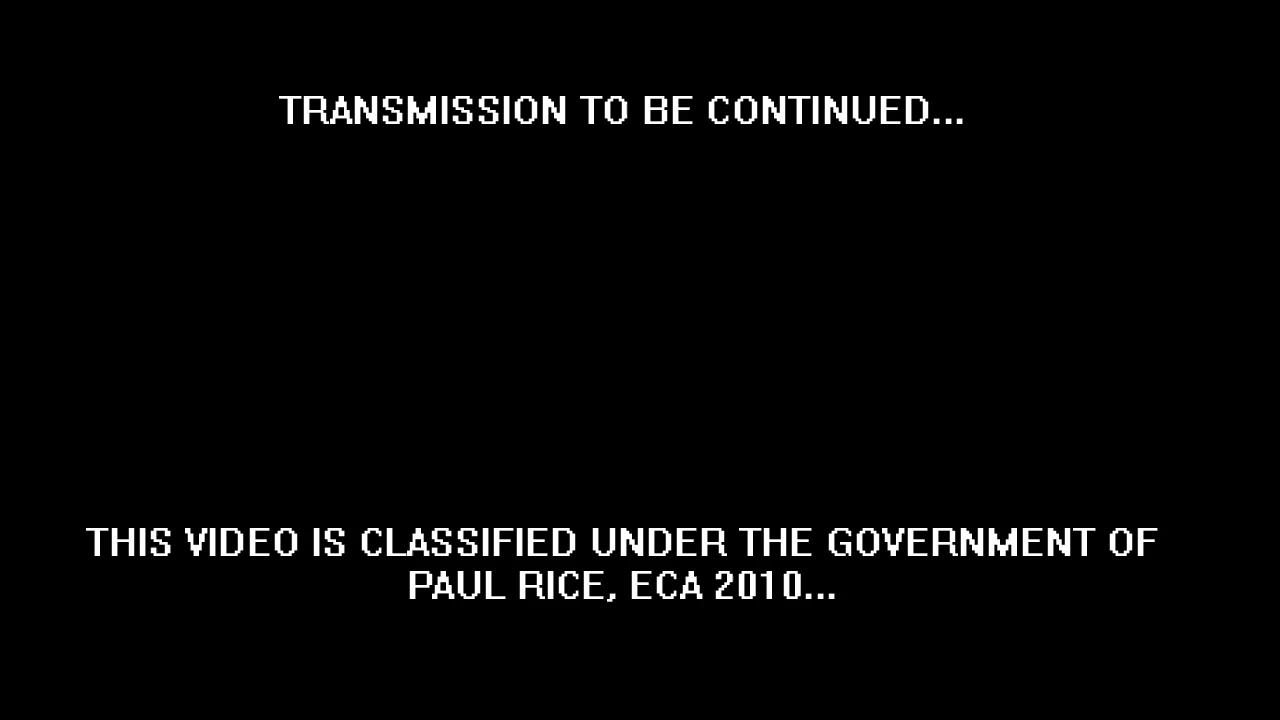 TRANSMISSION TO BE CONTINUED...
THIS VIDEO IS CLASSIFIED UNDER THE GOVERNMENT OF
PAUL RICE, ECA 2010...